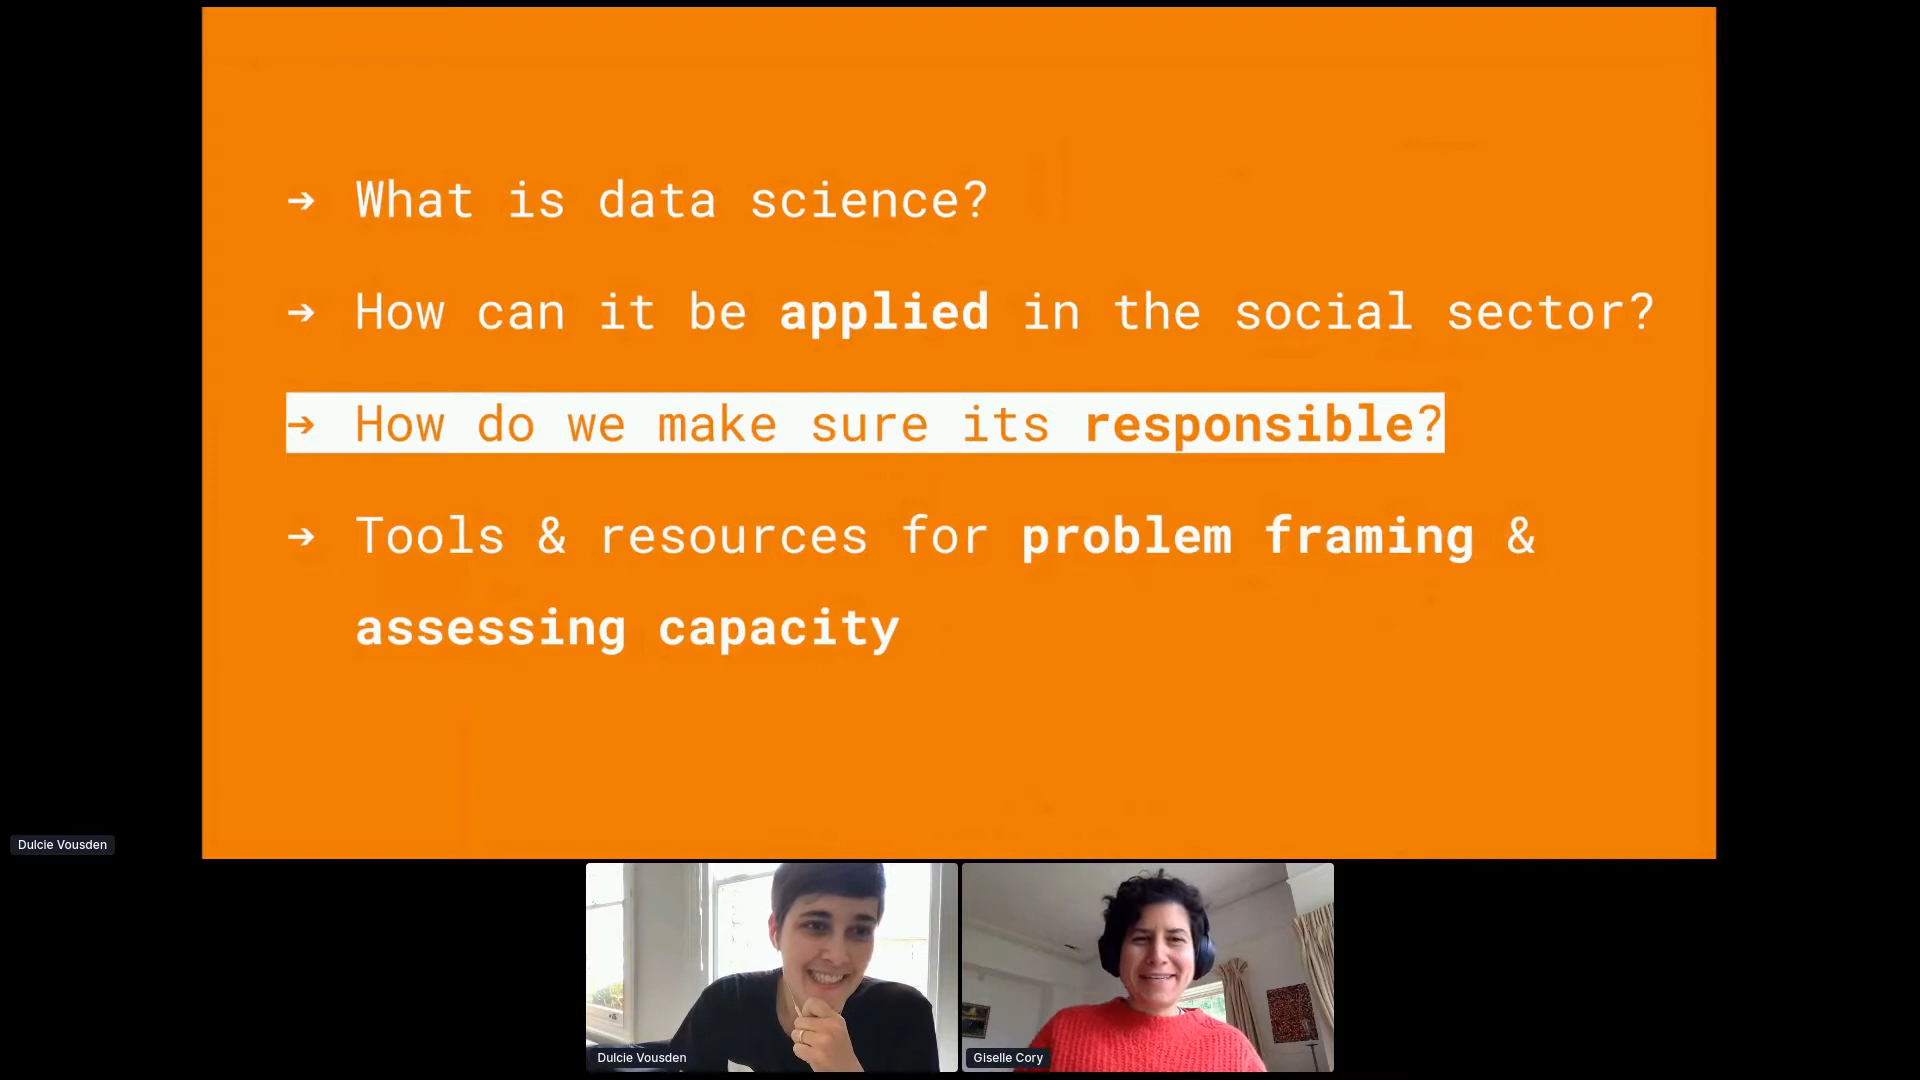 → What is data science?
→ How can it be applied in the social sector?
→ How do we make sure its responsible?
→ Tools & resources for problem framing &
assessing capacity
Dulcie Vousden
Dulcie Vousden
Giselle Cory